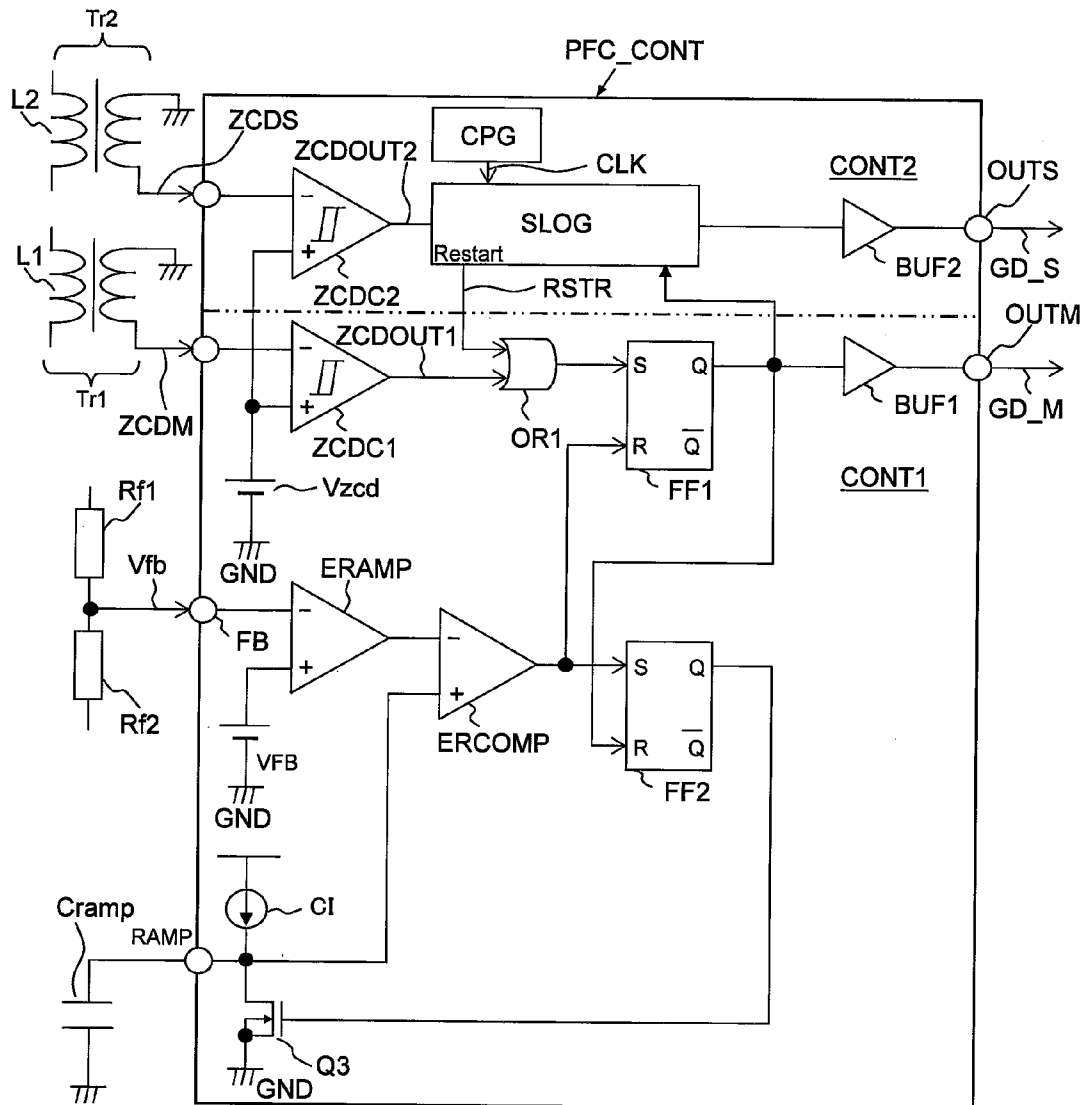 Tr2
PFC_CONT
L2
ZCDS
ZCDOUT2
CPG
CLK
CONT2
OUTS
SLOG
Restart
BUF2
GD_S
L1
ZCDC2
RSTR
OUTM
ZCDOUT1
Tr1
ZCDM
ZCDC1
OR1
S Q
R Q
FF1
BUF1
GD_M
CONT1
Vzcd
GND
Rf1
Vfb
FB
ERAMP
Rf2
VFB
GND
ERCOMP
S Q
R Q
FF2
CI
Cramp
RAMP
Q3
GND